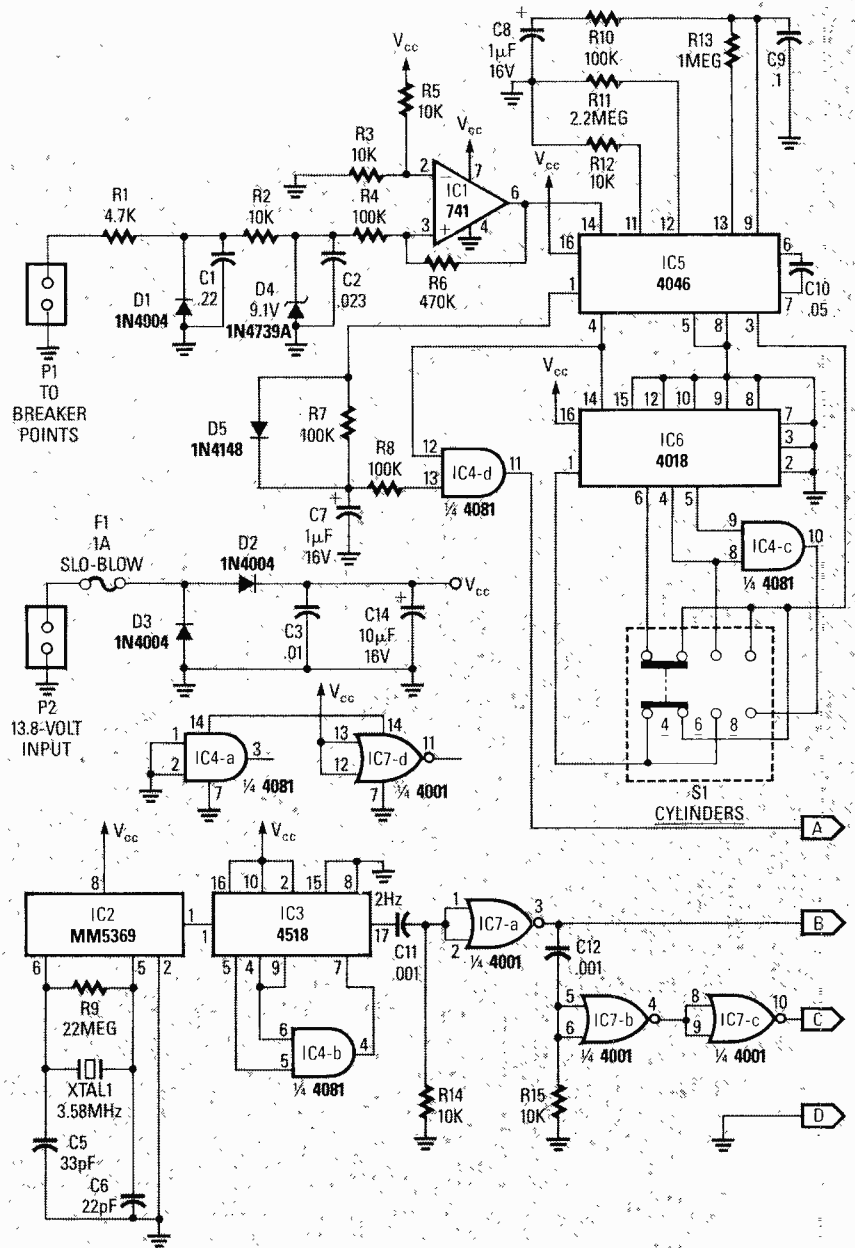 C8
1µF
16V
R10
100K
R13
1MEG
C9
.1
R11
2.2MEG
R12
10K
Vcc
R5
10K
R3
10K
Vcc
Vcc
2
7
IC1
741
6
3
4
R1
4.7K
R2
10K
R4
100K
R6
470K
C1
.22
D4
9.1V
1N4739A
C2
.023
D1
1N4004
P1
TO
BREAKER
POINTS
14
11
12
13
9
16
IC5
4046
1
6
7
C10
.05
4
5
8
3
D5
1N4148
R7
100K
R8
100K
C7
1µF
16V
12
13
IC4-d
11
¼ 4081
Vcc
14
15
12
10
9
8
16
IC6
4018
7
3
2
1
6
4
5
9
8
IC4-c
10
¼ 4081
F1
1A
SLO-BLOW
D2
1N4004
Vcc
D3
1N4004
C3
.01
C14
10µF
16V
P2
13.8-VOLT
INPUT
4
6
8
S1
CYLINDERS
Vcc
14
14
1
2
IC4-a
3
7
¼ 4081
13
12
IC7-d
11
7
¼ 4001
A
Vcc
Vcc
8
IC2
MM5369
1
6
5
2
16
10
2
15
8
IC3
4518
1
2Hz
17
5
4
9
7
C11
.001
1
2
IC7-a
3
¼ 4001
B
C12
.001
R9
22MEG
XTAL1
3.58MHz
C5
33pF
C6
22pF
6
5
IC4-b
4
¼ 4081
R14
10K
R15
10K
5
6
IC7-b
4
¼ 4001
8
9
IC7-c
10
¼ 4001
C
D